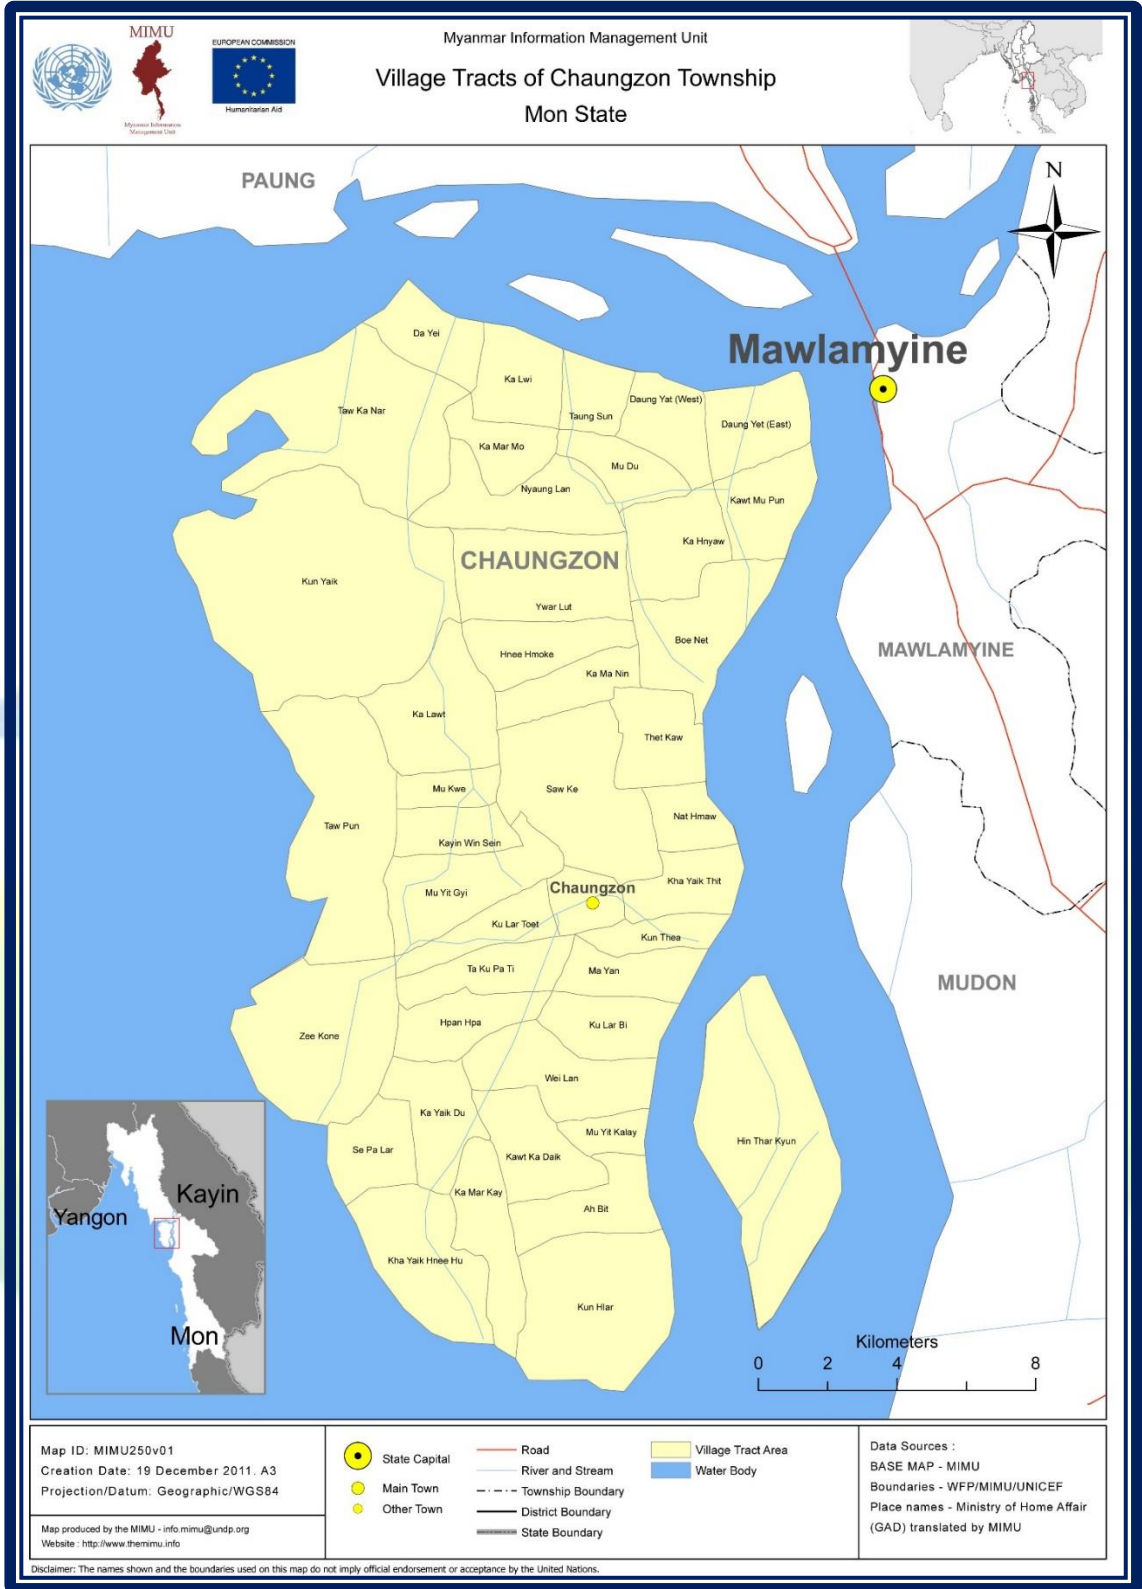 MIMU
Myanmar Information
Management Unit
EUROPEAN COMMISSION
Humanitarian Aid
Myanmar Information Management Unit
Village Tracts of Chaungzon Township
Mon State
PAUNG
N
Mawlamyine
Da Yei
Ka Lwi
Taw Ka Nar
Taung Sun
Daung Yat (West)
Daung Yet (East)
Ka Mar Mo
Mu Du
Nyaung Lan
Kawt Mu Pun
Ka Hnyaw
CHAUNGZON
Kun Yaik
Ywar Lut
Boe Net
MAWLAMYINE
Hnee Hmoke
Ka Ma Nin
Ka Lawt
Thet Kaw
Mu Kwe
Saw Ke
Taw Pun
Nat Hmaw
Kayin Win Sein
Mu Yit Gyi
Chaungzon
Kha Yaik Thit
Ku Lar Toet
Kun Thea
Ta Ku Pa Ti
Ma Yan
MUDON
Zee Kone
Hpan Hpa
Ku Lar Bi
Wei Lan
Ka Yaik Du
Mu Yit Kalay
Hin Thar Kyun
Se Pa Lar
Kawt Ka Daik
Ka Mar Kay
Ah Bit
Kha Yaik Hnee Hu
Kun Hlar
Kayin
Yangon
Mon
Kilometers
0 2 4 8
Map ID: MIMU250v01
Creation Date: 19 December 2011. A3
Projection/Datum: Geographic/WGS84
Map produced by the MIMU - info.mimu@undp.org
Website : http://www.themimu.info
State Capital
Main Town
Other Town
Road
River and Stream
Township Boundary
District Boundary
State Boundary
Village Tract Area
Water Body
Data Sources :
BASE MAP - MIMU
Boundaries - WFP/MIMU/UNICEF
Place names - Ministry of Home Affair
(GAD) translated by MIMU
Disclaimer: The names shown and the boundaries used on this map do not imply official endorsement or acceptance by the United Nations.